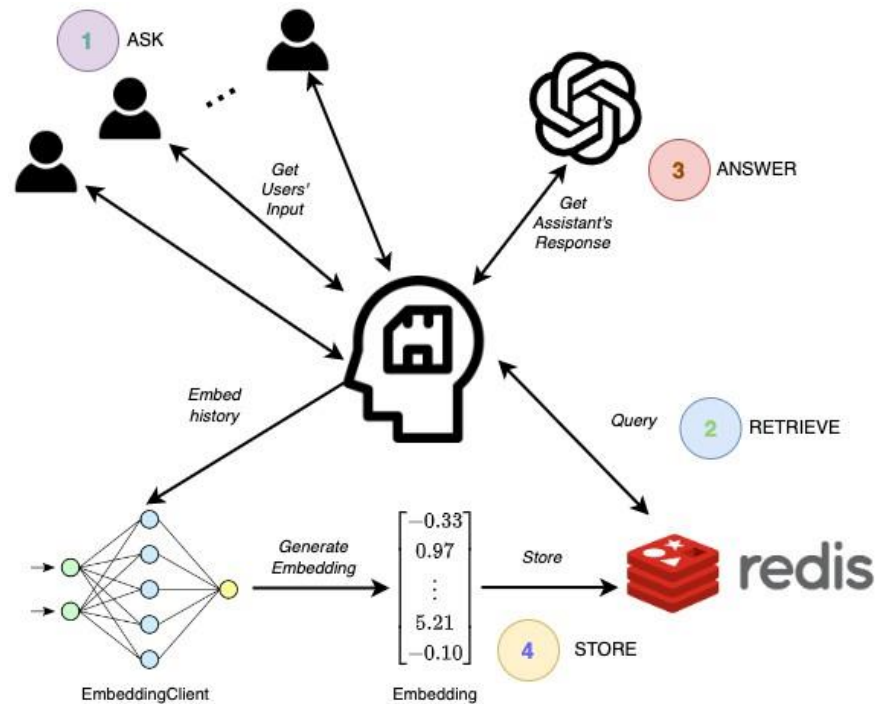 1 ASK
...
Get
Users'
Input
3 ANSWER
Get
Assistant's
Response
Embed
history
Query
2 RETRIEVE
Generate
Embedding
−0.33
0.97
⋮
5.21
−0.10
Store
redis
4 STORE
EmbeddingClient
Embedding